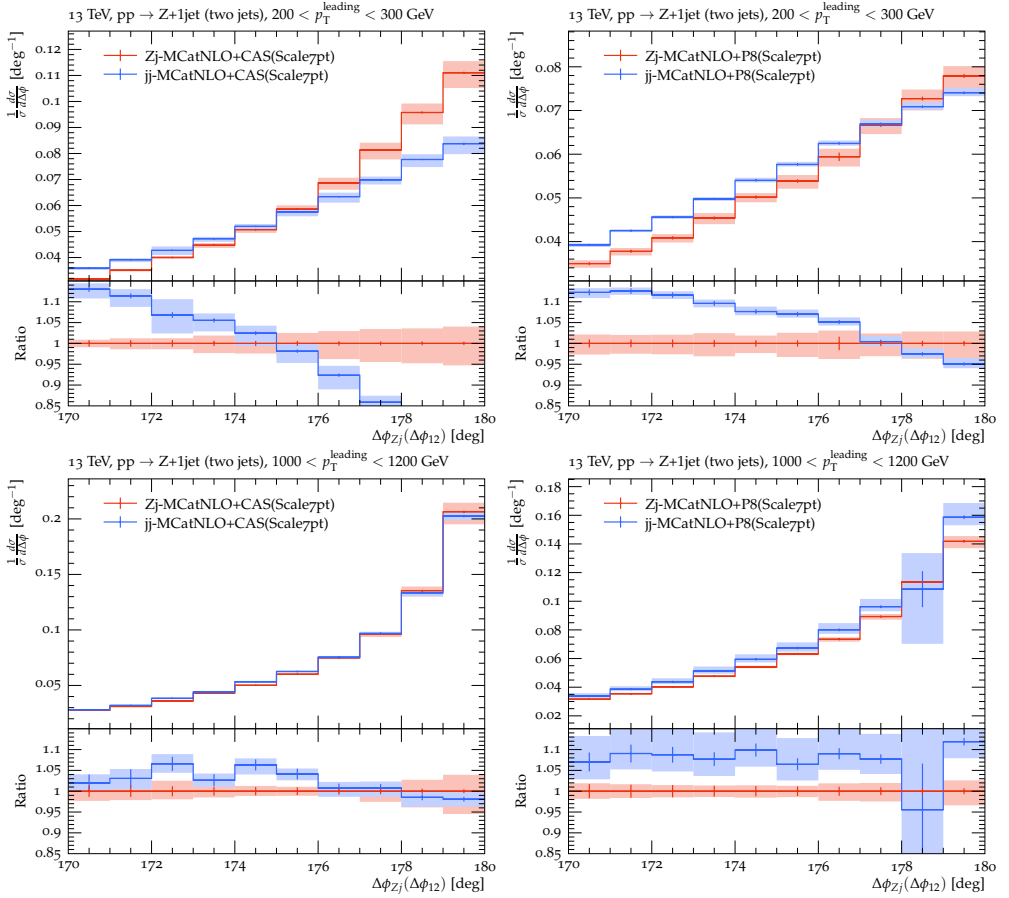 13 TeV, pp → Z+1jet (two jets), 200 < p_T^leading < 300 GeV
1/σ dσ/dΔϕ [deg⁻¹]
Zj-MCatNLO+CAS(Scale7pt)
jj-MCatNLO+CAS(Scale7pt)
0.12
0.11
0.1
0.09
0.08
0.07
0.06
0.05
0.04
Ratio
1.1
1.05
1
0.95
0.9
0.85
170 172 174 176 178 180
Δϕ_Zj(Δϕ_12) [deg]
13 TeV, pp → Z+1jet (two jets), 200 < p_T^leading < 300 GeV
1/σ dσ/dΔϕ [deg⁻¹]
Zj-MCatNLO+P8(Scale7pt)
jj-MCatNLO+P8(Scale7pt)
0.08
0.07
0.06
0.05
0.04
Ratio
1.1
1.05
1
0.95
0.9
0.85
170 172 174 176 178 180
Δϕ_Zj(Δϕ_12) [deg]
13 TeV, pp → Z+1jet (two jets), 1000 < p_T^leading < 1200 GeV
1/σ dσ/dΔϕ [deg⁻¹]
Zj-MCatNLO+CAS(Scale7pt)
jj-MCatNLO+CAS(Scale7pt)
0.2
0.15
0.1
0.05
Ratio
1.1
1.05
1
0.95
0.9
0.85
170 172 174 176 178 180
Δϕ_Zj(Δϕ_12) [deg]
13 TeV, pp → Z+1jet (two jets), 1000 < p_T^leading < 1200 GeV
1/σ dσ/dΔϕ [deg⁻¹]
Zj-MCatNLO+P8(Scale7pt)
jj-MCatNLO+P8(Scale7pt)
0.18
0.16
0.14
0.12
0.1
0.08
0.06
0.04
0.02
Ratio
1.1
1.05
1
0.95
0.9
0.85
170 172 174 176 178 180
Δϕ_Zj(Δϕ_12) [deg]